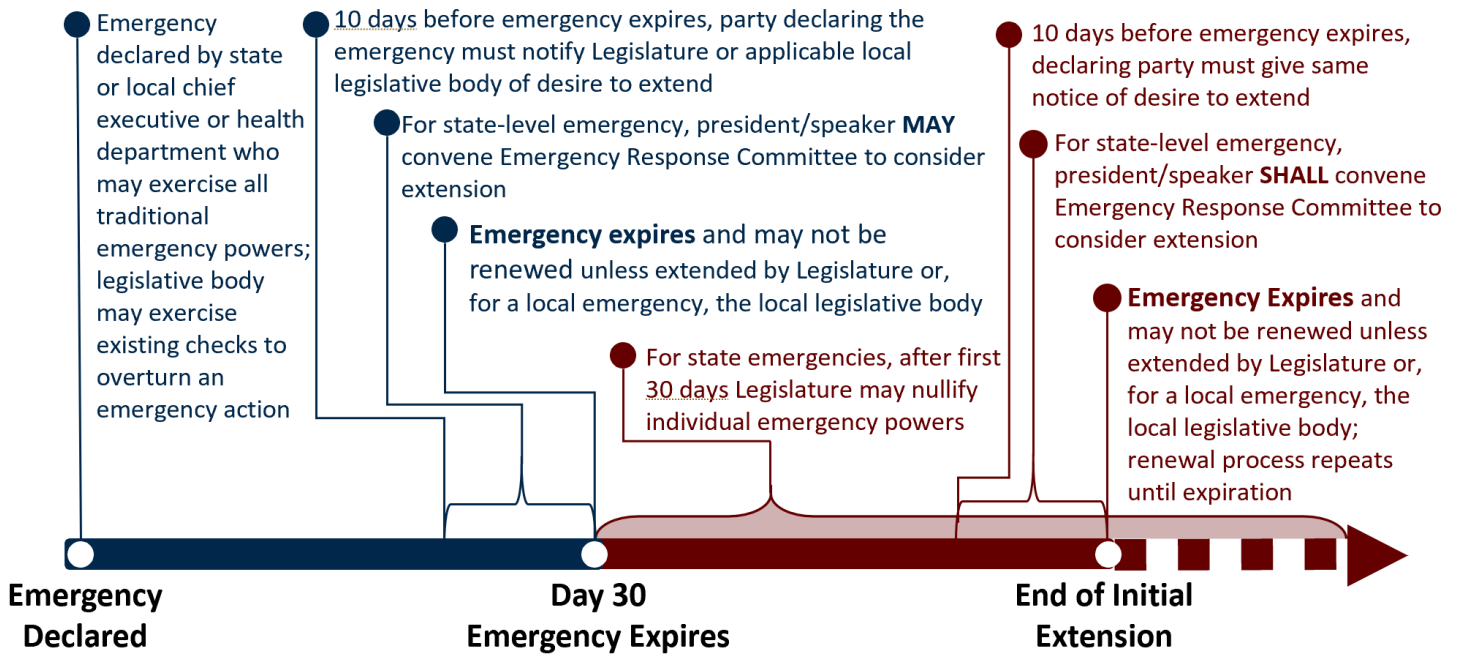 Emergency
declared by state
or local chief
executive or health
department who
may exercise all
traditional
emergency powers;
legislative body
may exercise
existing checks to
overturn an
emergency action
10 days before emergency expires, party declaring the
emergency must notify Legislature or applicable local
legislative body of desire to extend
For state-level emergency, president/speaker MAY
convene Emergency Response Committee to consider
extension
Emergency expires and may not be
renewed unless extended by Legislature or,
for a local emergency, the local legislative body
For state emergencies, after first
30 days Legislature may nullify
individual emergency powers
10 days before emergency expires,
declaring party must give same
notice of desire to extend
For state-level emergency,
president/speaker SHALL convene
Emergency Response Committee to
consider extension
Emergency Expires and
may not be renewed unless
extended by Legislature or,
for a local emergency, the
local legislative body;
renewal process repeats
until expiration
Emergency
Declared
Day 30
Emergency Expires
End of Initial
Extension